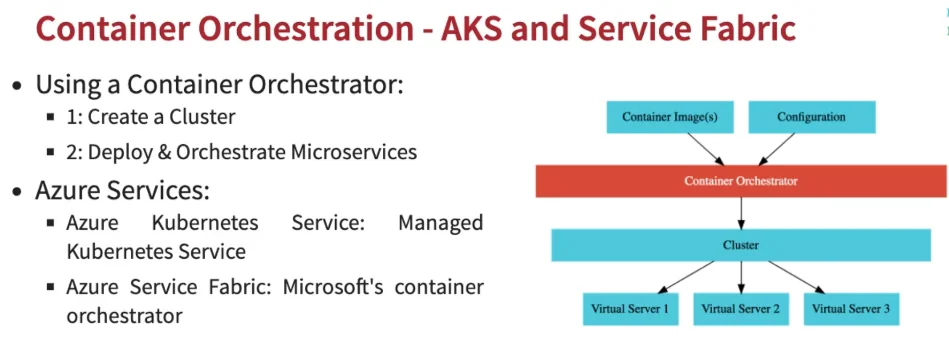 Container Orchestration - AKS and Service Fabric
• Using a Container Orchestrator:
▪ 1: Create a Cluster
▪ 2: Deploy & Orchestrate Microservices
• Azure Services:
▪ Azure Kubernetes Service: Managed
Kubernetes Service
▪ Azure Service Fabric: Microsoft's container
orchestrator
Container Image(s)
Configuration
Container Orchestrator
Cluster
Virtual Server 1
Virtual Server 2
Virtual Server 3